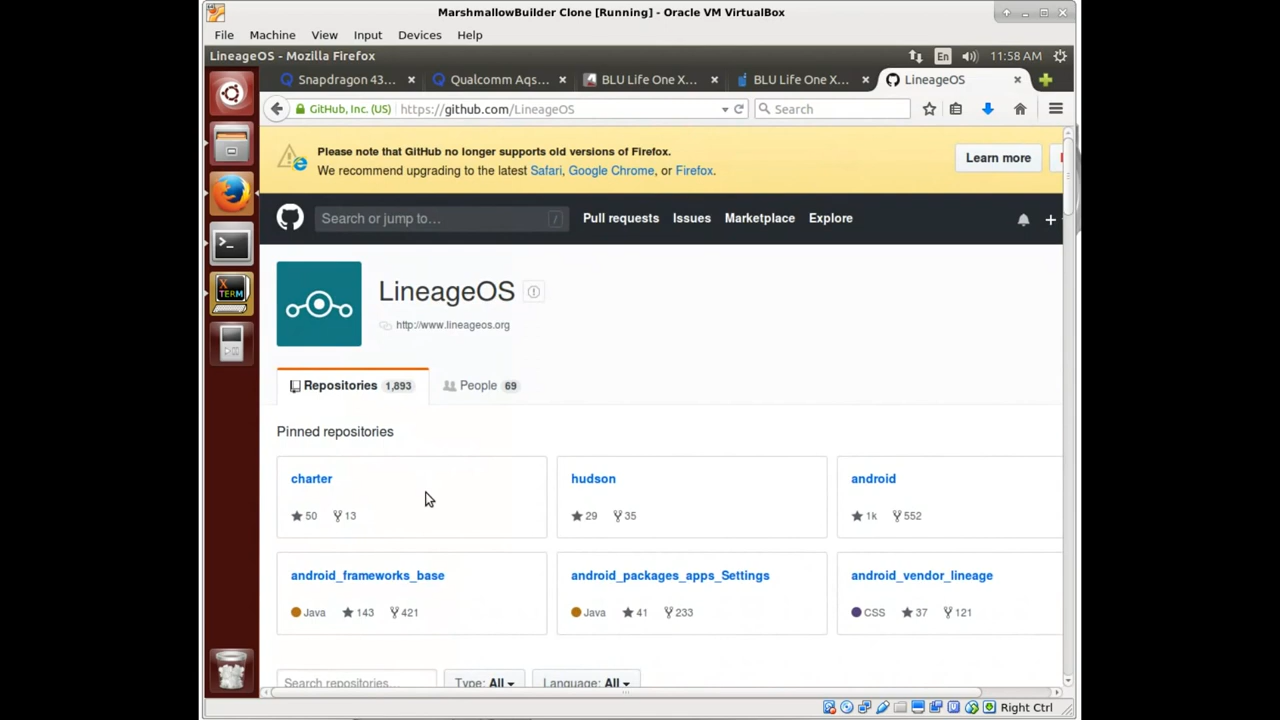 MarshmallowBuilder Clone [Running] - Oracle VM VirtualBox
File Machine View Input Devices Help
LineageOS - Mozilla Firefox
En 11:58 AM
Snapdragon 43... Qualcomm Aqs... BLU Life One X... BLU Life One X... LineageOS
GitHub, Inc. (US) https://github.com/LineageOS Search
Please note that GitHub no longer supports old versions of Firefox.
We recommend upgrading to the latest Safari, Google Chrome, or Firefox.
Learn more
Search or jump to... / Pull requests Issues Marketplace Explore
LineageOS
http://www.lineageos.org
Repositories 1,893 People 69
Pinned repositories
charter hudson android
50 13 29 35 1k 552
android_frameworks_base android_packages_apps_Settings android_vendor_lineage
Java 143 421 Java 41 233 CSS 37 121
Search repositories... Type: All Language: All
X
TERM
Right Ctrl